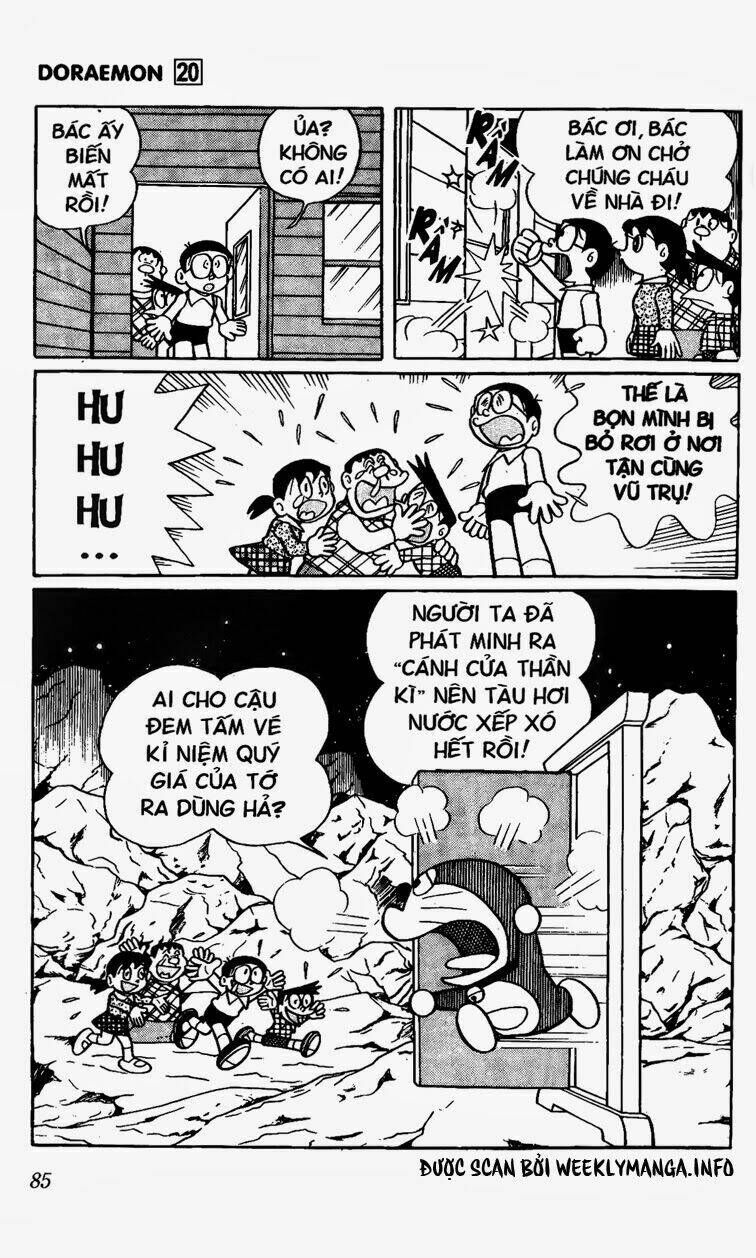 DORAEMON 20
BÁC ƠI, BÁC
LÀM ƠN CHỞ
CHÚNG CHÁU
VỀ NHÀ ĐI!
RẦM
RẦM
ỦA?
KHÔNG
CÓ AI!
BÁC ẤY
BIẾN
MẤT
RỒI!
THẾ LÀ
BỌN MÌNH BỊ
BỎ RƠI Ở NƠI
TẬN CÙNG
VŨ TRỤ!
HU
HU
HU
...
NGƯỜI TA ĐÃ
PHÁT MINH RA
“CÁNH CỬA THẦN
KÌ” NÊN TÀU HƠI
NƯỚC XẾP XÓ
HẾT RỒI!
AI CHO CẬU
ĐEM TẤM VÉ
KỈ NIỆM QUÝ
GIÁ CỦA TỚ
RA DÙNG HẢ?
85
ĐƯỢC SCAN BỞI WEEKLYMANGA.INFO